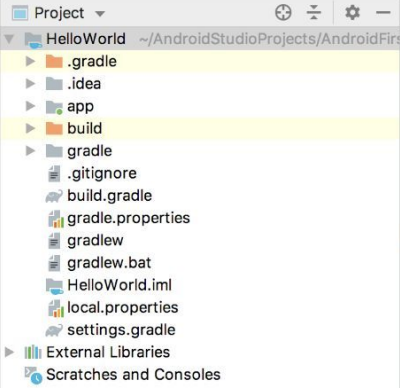 Project
HelloWorld ~/AndroidStudioProjects/AndroidFirs
.gradle
.idea
app
build
gradle
.gitignore
build.gradle
gradle.properties
gradlew
gradlew.bat
HelloWorld.iml
local.properties
settings.gradle
External Libraries
Scratches and Consoles